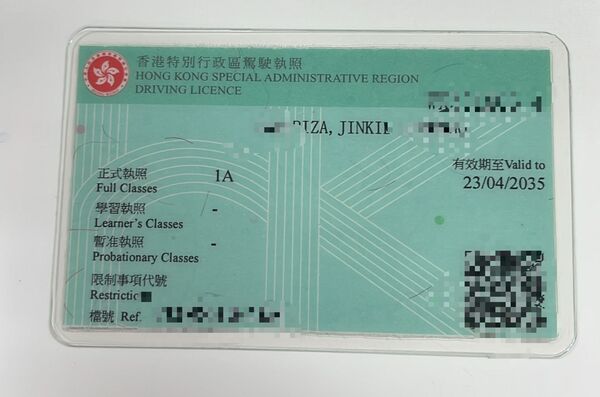 香港特別行政區駕駛執照
HONG KONG SPECIAL ADMINISTRATIVE REGION
DRIVING LICENCE
有效期至Valid to
23/04/2035
正式執照 1A
Full Classes
學習執照 -
Learner's Classes
暫准執照 -
Probationary Classes
限制事項代號
檔號 Ref.